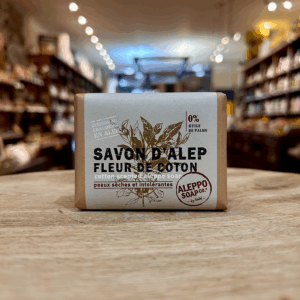 0%
HUILE
DE PALME
SAVON D'ALEP
FLEUR DE COTON
cotton scented aleppo soap
peaux sèches et intolérantes
ALEPPO
SOAP CO.